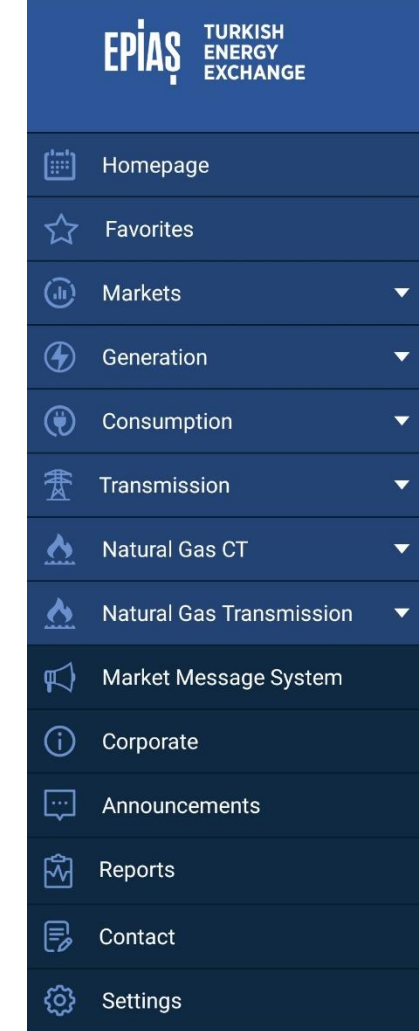 EPİAŞ
TURKISH
ENERGY
EXCHANGE
Homepage
Favorites
Markets
Generation
Consumption
Transmission
Natural Gas CT
Natural Gas Transmission
Market Message System
Corporate
Announcements
Reports
Contact
Settings